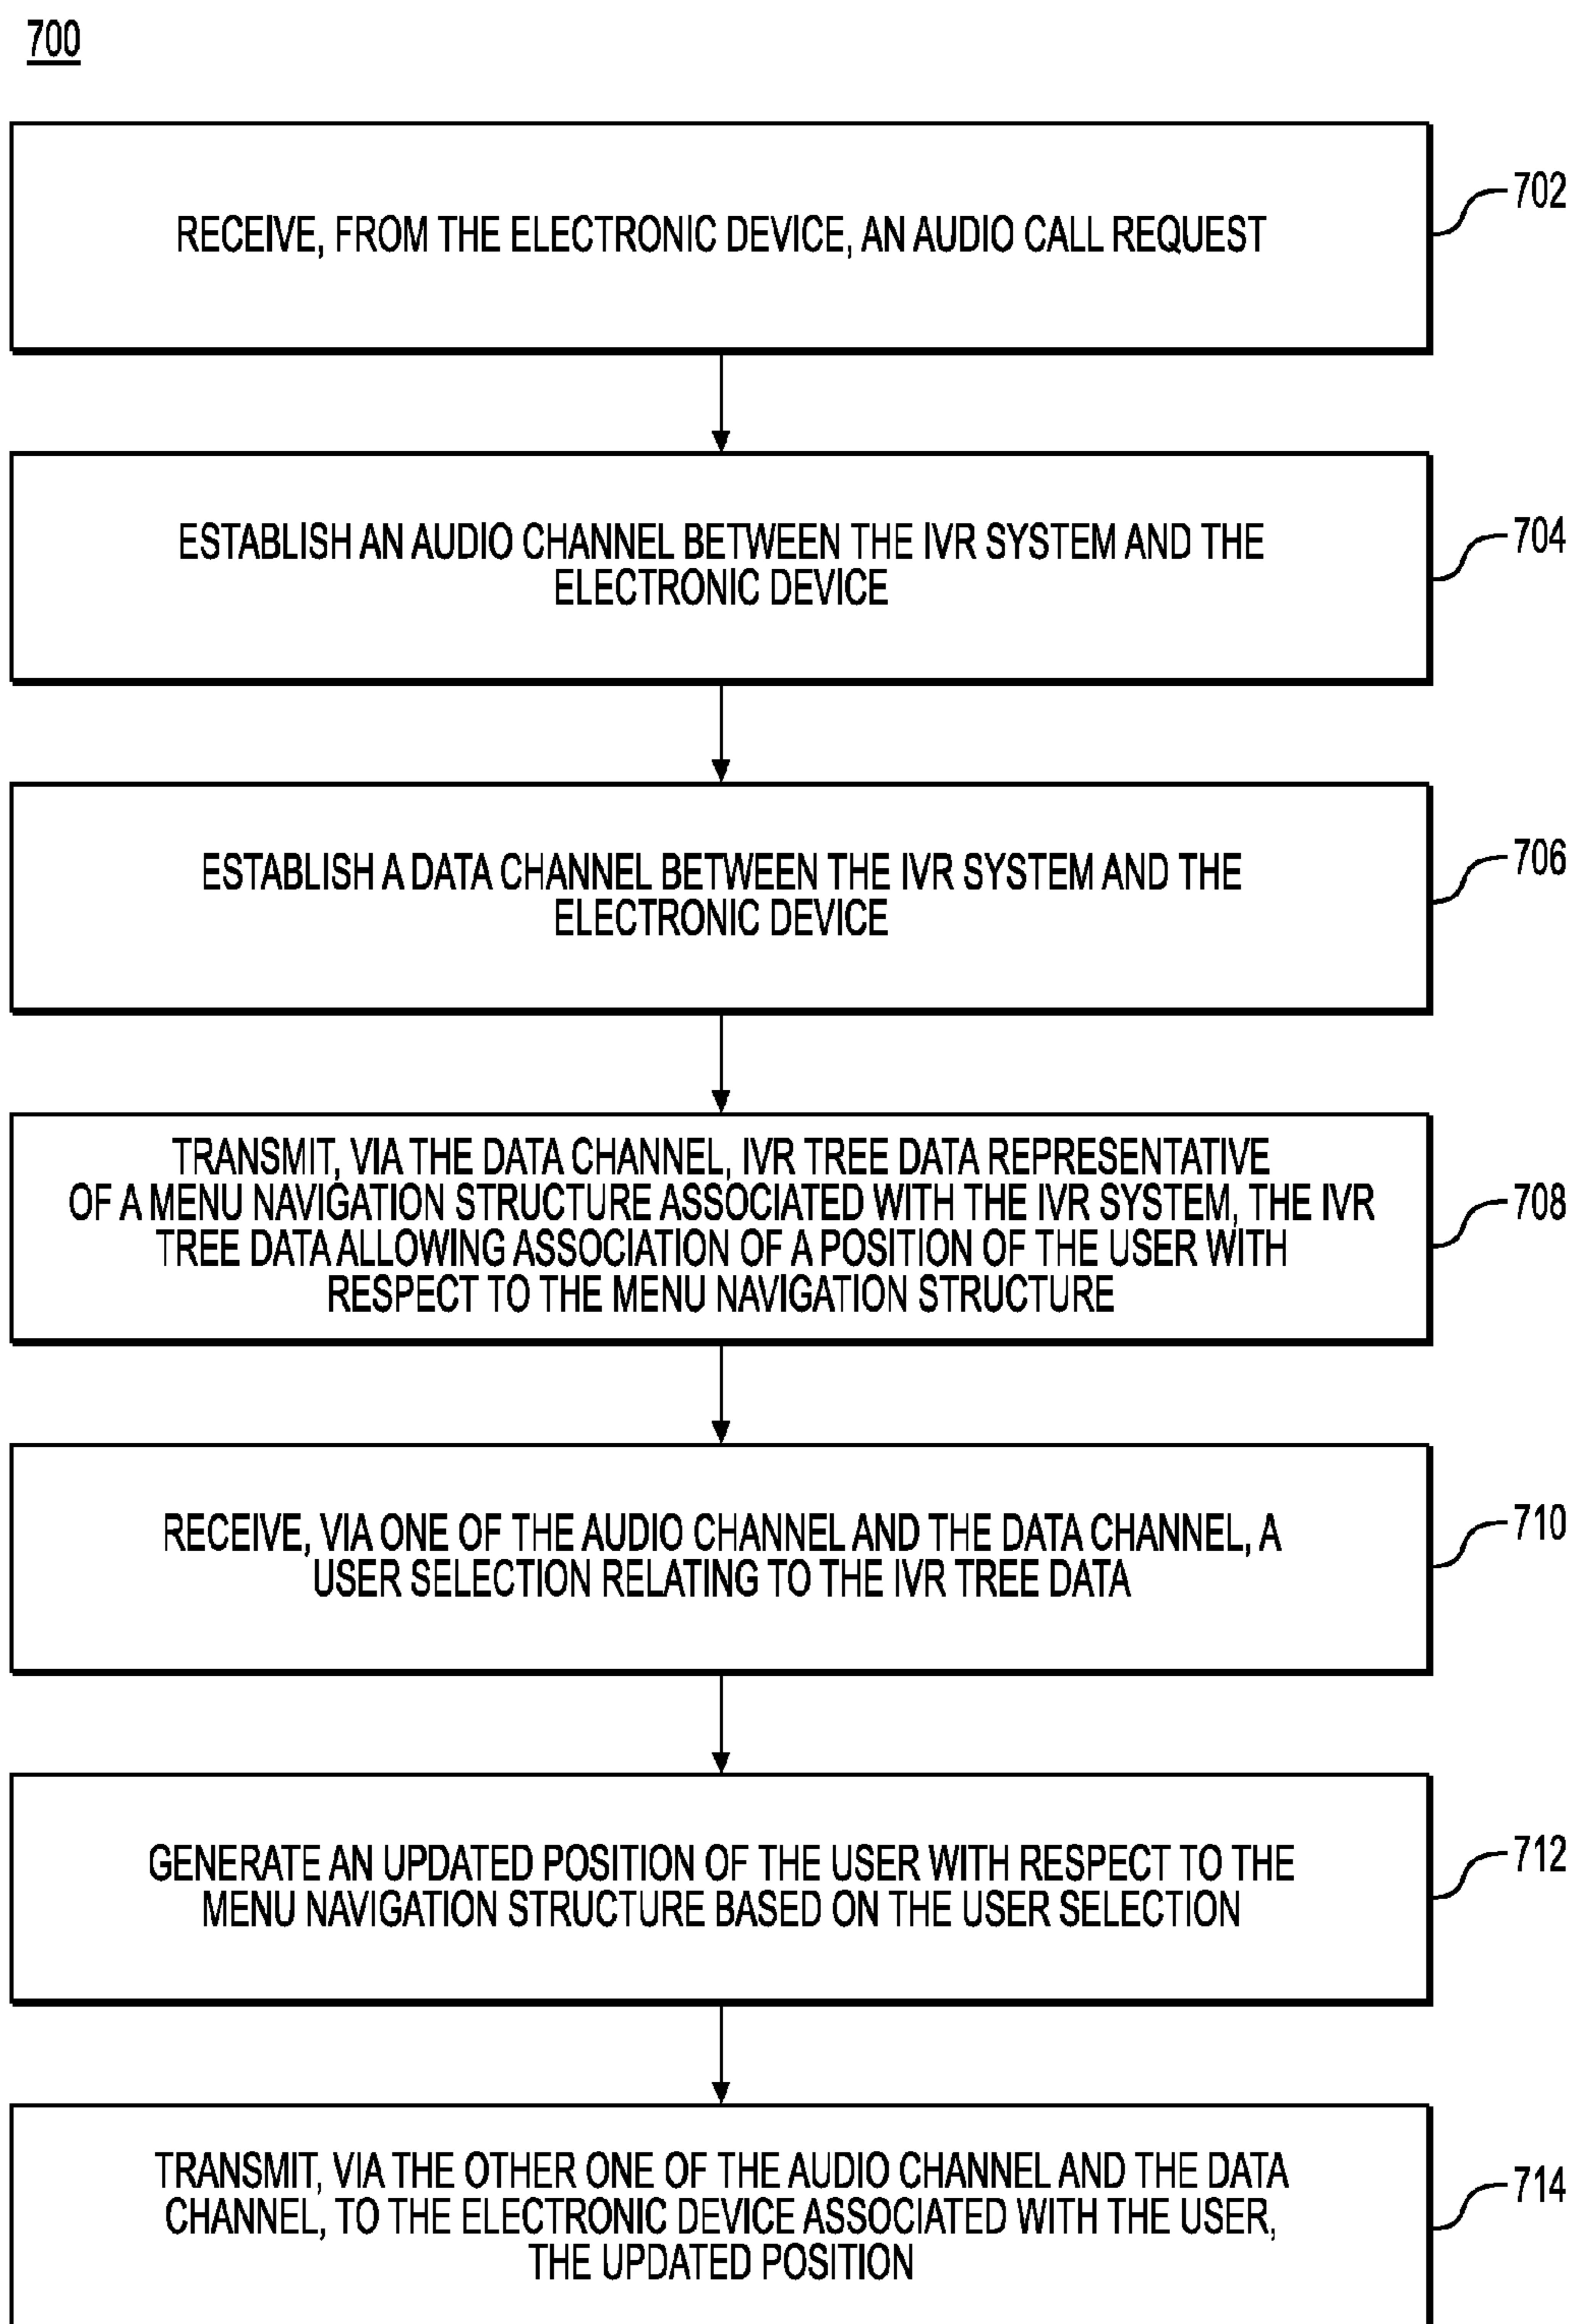 700
RECEIVE, FROM THE ELECTRONIC DEVICE, AN AUDIO CALL REQUEST
702
ESTABLISH AN AUDIO CHANNEL BETWEEN THE IVR SYSTEM AND THE
ELECTRONIC DEVICE
704
ESTABLISH A DATA CHANNEL BETWEEN THE IVR SYSTEM AND THE
ELECTRONIC DEVICE
706
TRANSMIT, VIA THE DATA CHANNEL, IVR TREE DATA REPRESENTATIVE
OF A MENU NAVIGATION STRUCTURE ASSOCIATED WITH THE IVR SYSTEM, THE IVR
TREE DATA ALLOWING ASSOCIATION OF A POSITION OF THE USER WITH
RESPECT TO THE MENU NAVIGATION STRUCTURE
708
RECEIVE, VIA ONE OF THE AUDIO CHANNEL AND THE DATA CHANNEL, A
USER SELECTION RELATING TO THE IVR TREE DATA
710
GENERATE AN UPDATED POSITION OF THE USER WITH RESPECT TO THE
MENU NAVIGATION STRUCTURE BASED ON THE USER SELECTION
712
TRANSMIT, VIA THE OTHER ONE OF THE AUDIO CHANNEL AND THE DATA
CHANNEL, TO THE ELECTRONIC DEVICE ASSOCIATED WITH THE USER,
THE UPDATED POSITION
714